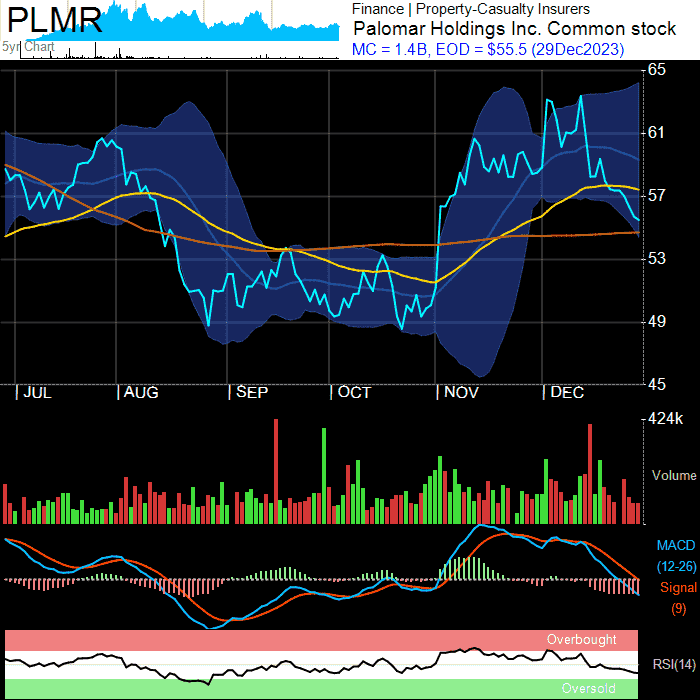 PLMR
5yr Chart
Finance | Property-Casualty Insurers
Palomar Holdings Inc. Common stock
MC = 1.4B, EOD = $55.5 (29Dec2023)
65
61
57
53
49
45
| JUL | AUG | SEP | OCT | NOV | DEC
424k
Volume
MACD
(12-26)
Signal
(9)
Overbought
RSI(14)
Oversold